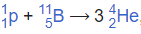 ¹₁p + ¹¹₅B ⟶ 3 ⁴₂He,